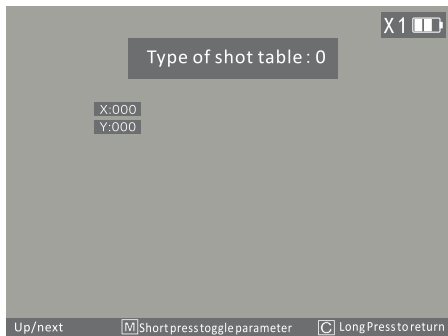 X1
Type of shot table: 0
X:000
Y:000
Up/next
M Short press toggle parameter
C Long Press to return